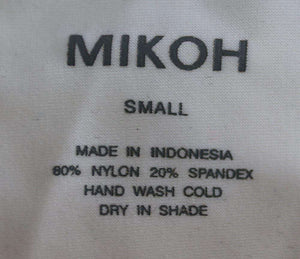 MIKOH
SMALL
MADE IN INDONESIA
80% NYLON 20% SPANDEX
HAND WASH COLD
DRY IN SHADE